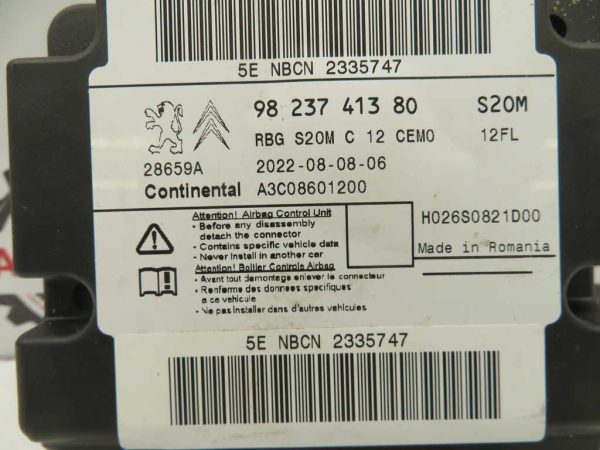 5E NBCN 2335747
98 237 413 80 S20M
RBG S20M C 12 CEMO 12FL
28659A 2022-08-08-06
Continental A3C08601200
Attention! Airbag Control Unit
- Before any disassembly
detach the connector
- Contains specific vehicle data
- Never install in another car
Attention! Boitier Controle Airbag
- Avant tout demontage enlever le connecteur
- Renferme des donnees specifiques
a ce vehicule
- Ne pas installer dans d'autres vehicules
H026S0821D00
Made in Romania
5E NBCN 2335747